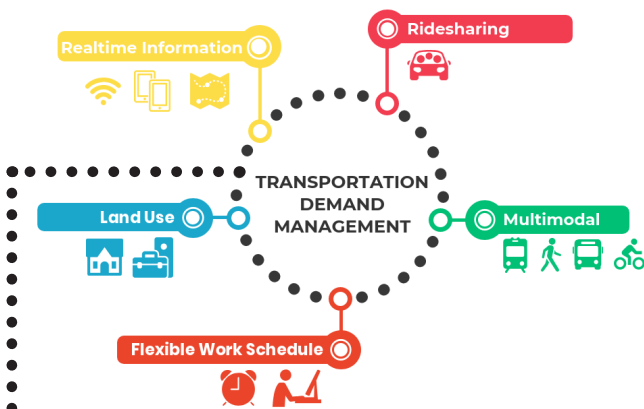 Realtime Information
Ridesharing
TRANSPORTATION
DEMAND
MANAGEMENT
Land Use
Multimodal
Flexible Work Schedule